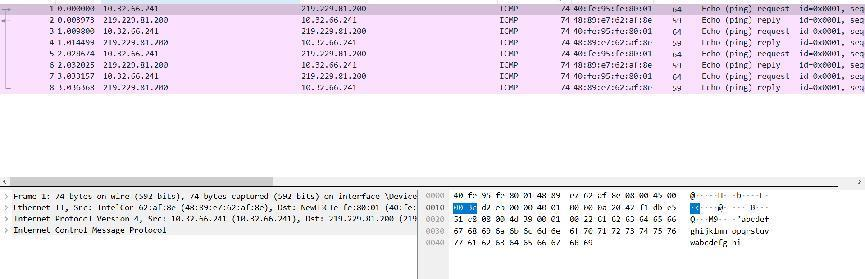 1 0.000000 10.32.66.241 219.229.81.200 ICMP 74 40:fe:95:fe:80:01 64 Echo (ping) request id=0x0001, seq
2 0.008973 219.229.81.200 10.32.66.241 ICMP 74 48:89:e7:62:af:8e 59 Echo (ping) reply id=0x0001, seq
3 1.009800 10.32.66.241 219.229.81.200 ICMP 74 40:fe:95:fe:80:01 64 Echo (ping) request id=0x0001, seq
4 1.014499 219.229.81.200 10.32.66.241 ICMP 74 48:89:e7:62:af:8e 59 Echo (ping) reply id=0x0001, seq
5 2.029674 10.32.66.241 219.229.81.200 ICMP 74 40:fe:95:fe:80:01 64 Echo (ping) request id=0x0001, seq
6 2.032025 219.229.81.200 10.32.66.241 ICMP 74 48:89:e7:62:af:8e 59 Echo (ping) reply id=0x0001, seq
7 3.033157 10.32.66.241 219.229.81.200 ICMP 74 40:fe:95:fe:80:01 64 Echo (ping) request id=0x0001, seq
8 3.036368 219.229.81.200 10.32.66.241 ICMP 74 48:89:e7:62:af:8e 59 Echo (ping) reply id=0x0001, seq
Frame 1: 74 bytes on wire (592 bits), 74 bytes captured (592 bits) on interface \Device
Ethernet II, Src: IntelCor_62:af:8e (48:89:e7:62:af:8e), Dst: NewH3CTe_fe:80:01 (40:fe:
Internet Protocol Version 4, Src: 10.32.66.241 (10.32.66.241), Dst: 219.229.81.200 (219
Internet Control Message Protocol
0000 40 fe 95 fe 80 01 48 89 e7 62 af 8e 08 00 45 00
0010 00 3c d2 00 00 40 01 00 00 0a 20 42 f1 db e5
0020 51 c8 08 00 4d 39 00 01 00 22 61 62 63 64 65 66 Q M9 "abcdef
0030 67 68 69 6a 6b 6c 6d 6e 6f 70 71 72 73 74 75 76 ghijklmn opqrstuv
0040 77 61 62 63 64 65 66 67 68 69 wabcdefg hi